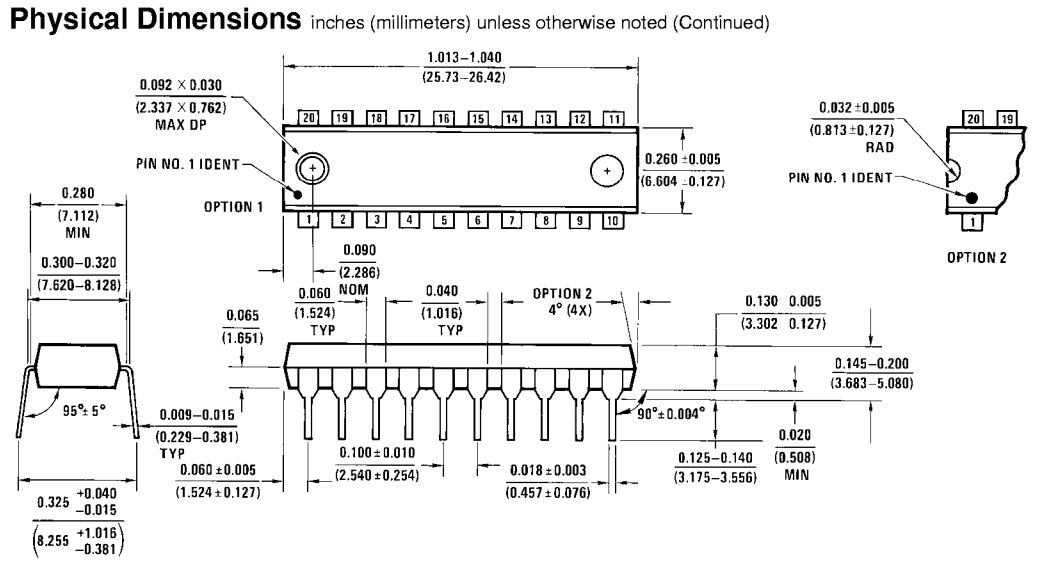 Physical Dimensions inches (millimeters) unless otherwise noted (Continued)
1.013–1.040
(25.73–26.42)
0.092 × 0.030
(2.337 × 0.762)
MAX DP
20 19 18 17 16 15 14 13 12 11
PIN NO. 1 IDENT
OPTION 1
1 2 3 4 5 6 7 8 9 10
0.260 ±0.005
(6.604 ±0.127)
0.032 ±0.005
(0.813±0.127)
RAD
20 19
PIN NO. 1 IDENT
1
OPTION 2
0.280
(7.112)
MIN
0.300–0.320
(7.620–8.128)
0.090
(2.286)
NOM
0.060
(1.524)
TYP
0.040
(1.016)
TYP
OPTION 2
4° (4X)
0.065
(1.651)
0.130 0.005
(3.302 0.127)
0.145–0.200
(3.683–5.080)
95°± 5°
90°±0.004°
0.009–0.015
(0.229–0.381)
TYP
0.100 ±0.010
(2.540 ±0.254)
0.060 ±0.005
(1.524 ±0.127)
0.018 ±0.003
(0.457 ±0.076)
0.125–0.140
(3.175–3.556)
0.020
(0.508)
MIN
0.325 +0.040
–0.015
(8.255 +1.016
–0.381)